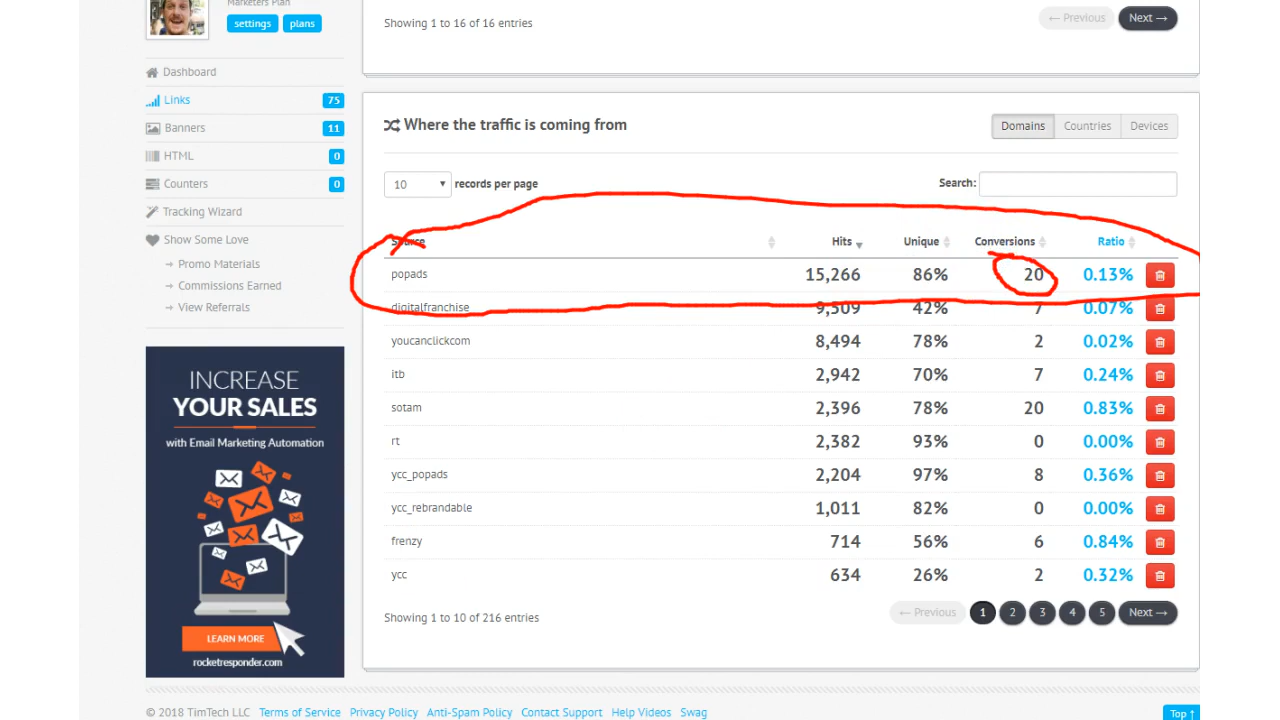 Marketers Plan
settings plans
Showing 1 to 16 of 16 entries
← Previous Next →
Dashboard
Links 75
Banners 11
HTML 0
Counters 0
Tracking Wizard
Show Some Love
→ Promo Materials
→ Commissions Earned
→ View Referrals
INCREASE
YOUR SALES
with Email Marketing Automation
LEARN MORE
rocketresponder.com
Where the traffic is coming from
Domains Countries Devices
10 records per page
Search:
Source Hits Unique Conversions Ratio
popads 15,266 86% 20 0.13%
digitalfranchise 9,509 42% 7 0.07%
youcanclickcom 8,494 78% 2 0.02%
itb 2,942 70% 7 0.24%
sotam 2,396 78% 20 0.83%
rt 2,382 93% 0 0.00%
ycc_popads 2,204 97% 8 0.36%
ycc_rebrandable 1,011 82% 0 0.00%
frenzy 714 56% 6 0.84%
ycc 634 26% 2 0.32%
Showing 1 to 10 of 216 entries
← Previous 1 2 3 4 5 Next →
© 2018 TimTech LLC Terms of Service Privacy Policy Anti-Spam Policy Contact Support Help Videos Swag
Top ↑